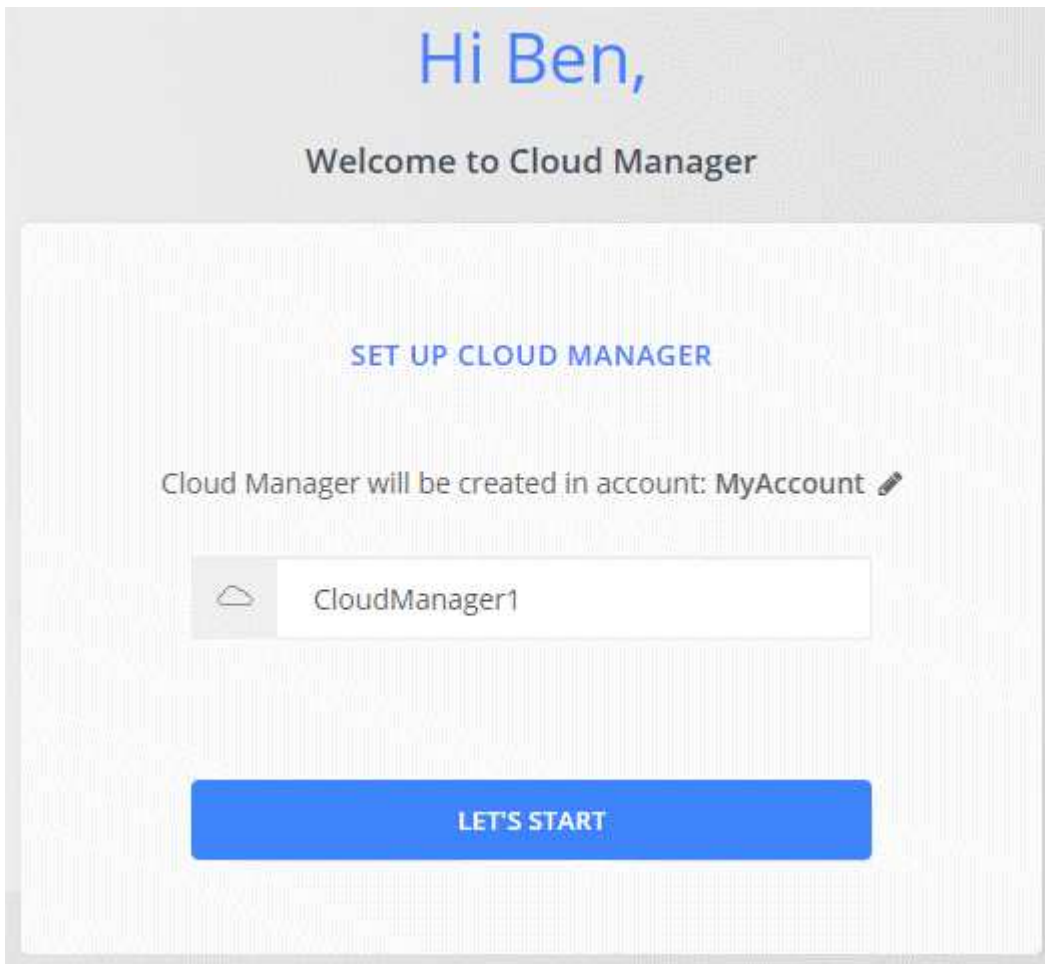 Hi Ben,
Welcome to Cloud Manager
SET UP CLOUD MANAGER
Cloud Manager will be created in account: MyAccount
CloudManager1
LET'S START